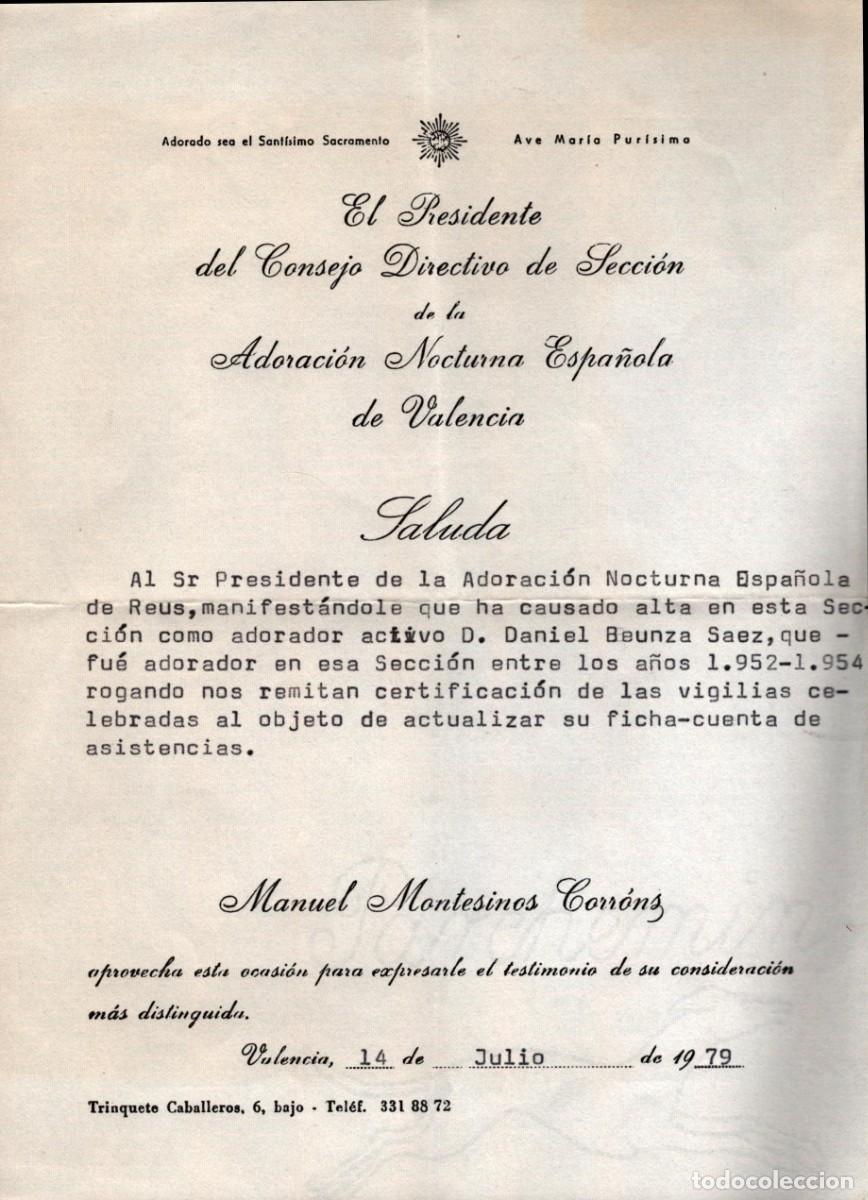 Adorado sea el Santísimo Sacramento Ave María Purísima
El Presidente
del Consejo Directivo de Sección
de la
Adoración Nocturna Española
de Valencia
Saluda
Al Sr Presidente de la Adoración Nocturna Española
de Reus, manifestándole que ha causado alta en esta Sec-
ción como adorador activo D. Daniel Beunza Saez, que -
fué adorador en esa Sección entre los años 1.952-1.954
rogando nos remitan certificación de las vigilias ce-
lebradas al objeto de actualizar su ficha-cuenta de
asistencias.
Manuel Montesinos Corróns
aprovecha esta ocasión para expresarle el testimonio de su consideración
más distinguida.
Valencia, 14 de Julio de 1979
Trinquete Caballeros, 6, bajo - Teléf. 331 88 72
todocoleccion